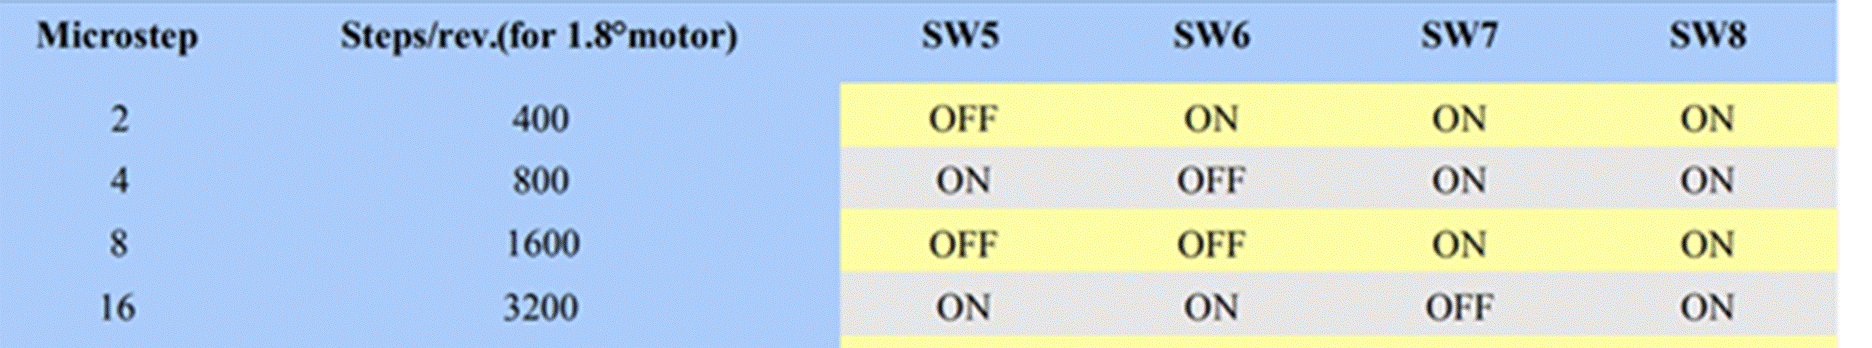 Microstep Steps/rev.(for 1.8°motor) SW5 SW6 SW7 SW8
2 400 OFF ON ON ON
4 800 ON OFF ON ON
8 1600 OFF OFF ON ON
16 3200 ON ON OFF ON